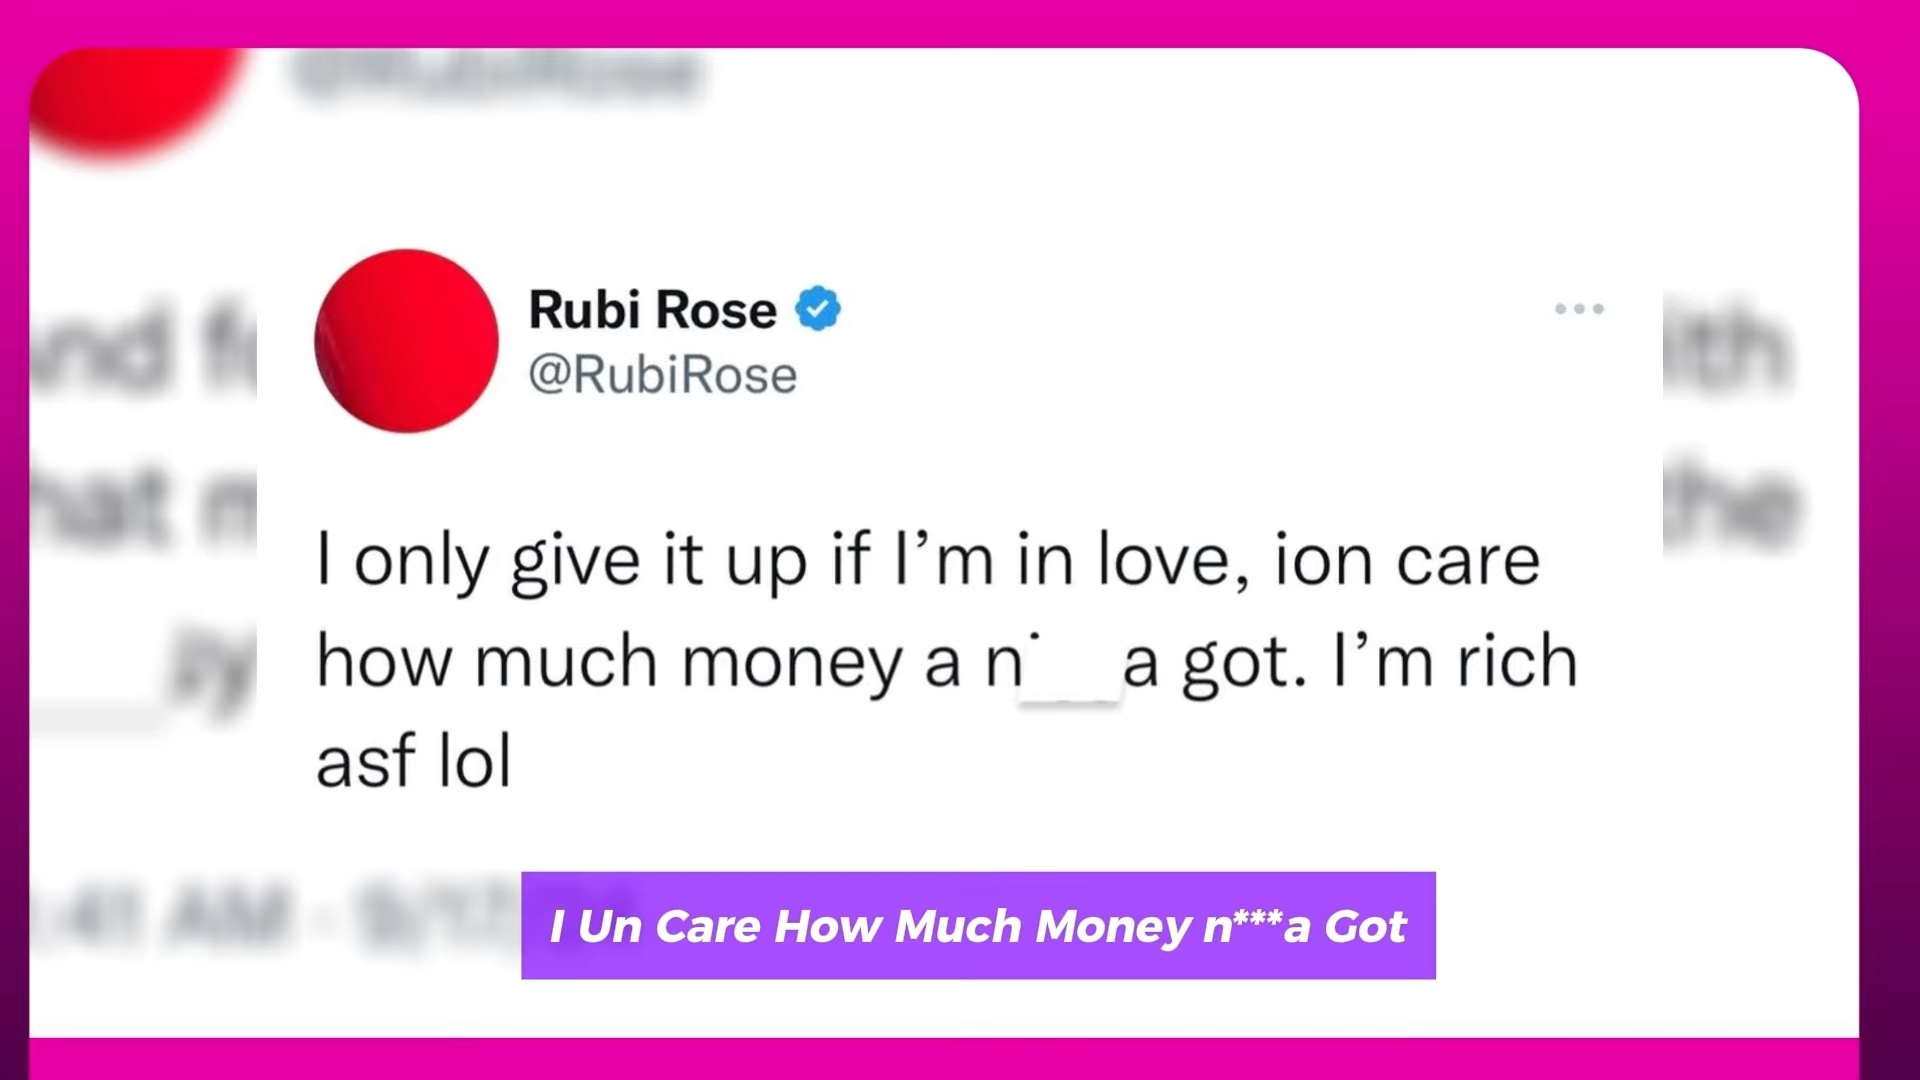 @RubiRose
Rubi Rose
@RubiRose
I only give it up if I’m in love, ion care
how much money a n a got. I’m rich
asf lol
I Un Care How Much Money n***a Got